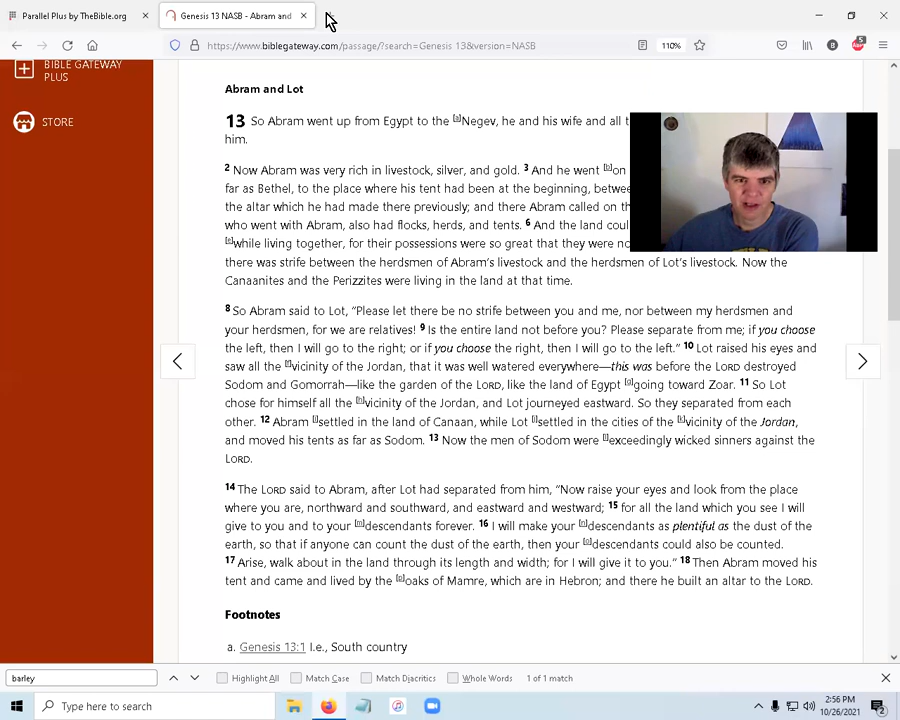 Parallel Plus by TheBible.org
Genesis 13 NASB - Abram and
https://www.biblegateway.com/passage/?search=Genesis 13&version=NASB
110%
B
5
BIBLE GATEWAY
PLUS
STORE
Abram and Lot
13 So Abram went up from Egypt to the [a]Negev, he and his wife and all
him.
2 Now Abram was very rich in livestock, silver, and gold. 3 And he went [b]on
far as Bethel, to the place where his tent had been at the beginning, betwee
the altar which he had made there previously; and there Abram called on th
who went with Abram, also had flocks, herds, and tents. 6 And the land coul
while living together, for their possessions were so great that they were no
there was strife between the herdsmen of Abram's livestock and the herdsmen of Lot's livestock. Now the
Canaanites and the Perizzites were living in the land at that time.
8 So Abram said to Lot, "Please let there be no strife between you and me, nor between my herdsmen and
your herdsmen, for we are relatives! 9 Is the entire land not before you? Please separate from me; if you choose
the left, then I will go to the right; or if you choose the right, then I will go to the left." 10 Lot raised his eyes and
saw all the [f]vicinity of the Jordan, that it was well watered everywhere—this was before the LORD destroyed
Sodom and Gomorrah—like the garden of the LORD, like the land of Egypt [g]going toward Zoar. 11 So Lot
chose for himself all the [h]vicinity of the Jordan, and Lot journeyed eastward. So they separated from each
other. 12 Abram [i]settled in the land of Canaan, while Lot [j]settled in the cities of the [k]vicinity of the Jordan,
and moved his tents as far as Sodom. 13 Now the men of Sodom were [l]exceedingly wicked sinners against the
LORD.
14 The LORD said to Abram, after Lot had separated from him, "Now raise your eyes and look from the place
where you are, northward and southward, and eastward and westward; 15 for all the land which you see I will
give to you and to your [m]descendants forever. 16 I will make your [n]descendants as plentiful as the dust of the
earth, so that if anyone can count the dust of the earth, then your [o]descendants could also be counted.
17 Arise, walk about in the land through its length and width; for I will give it to you." 18 Then Abram moved his
tent and came and lived by the [p]oaks of Mamre, which are in Hebron; and there he built an altar to the LORD.
Footnotes
a. Genesis 13:1 I.e., South country
barley
Highlight All
Match Case
Match Diacritics
Whole Words
1 of 1 match
Type here to search
2:56 PM
10/26/2021
2